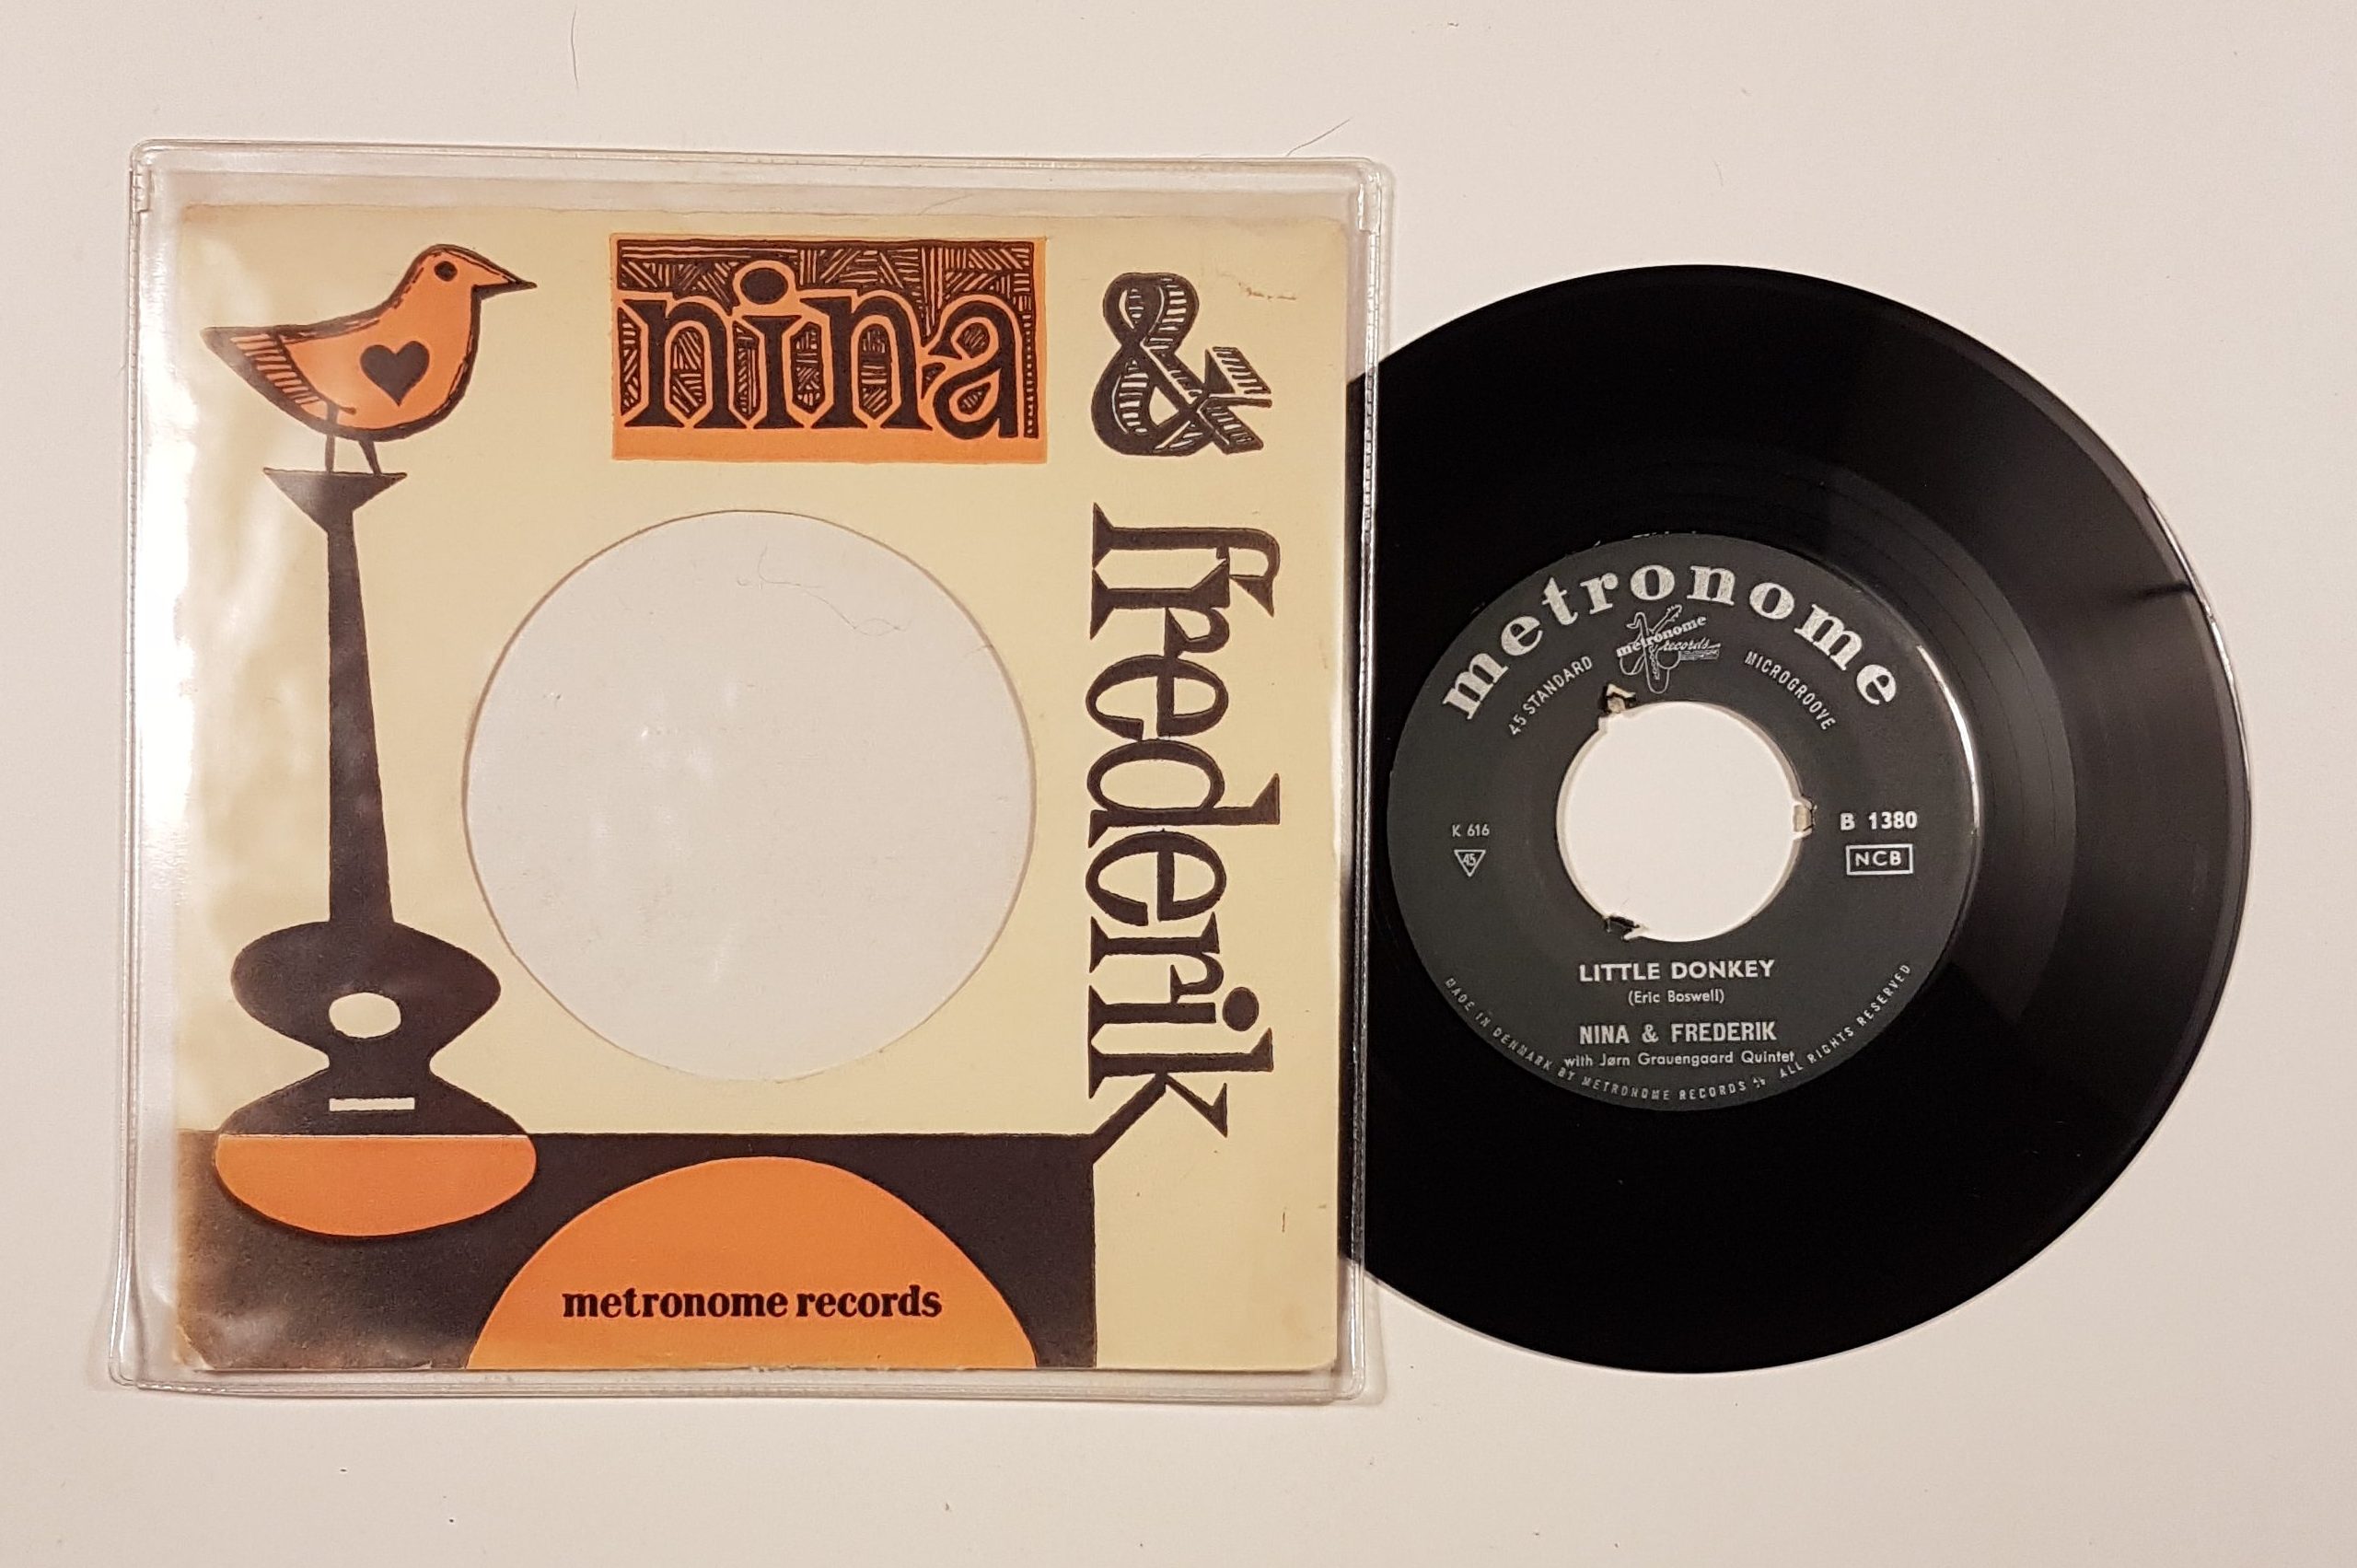 nina
&
frederik
metronome records
metronome
metronome
records
45 STANDARD
MICROGROOVE
K 616
45
B 1380
NCB
LITTLE DONKEY
(Eric Boswell)
NINA & FREDERIK
with Jørn Grauengaard Quintet
MADE IN DENMARK BY METRONOME RECORDS A/S ALL RIGHTS RESERVED